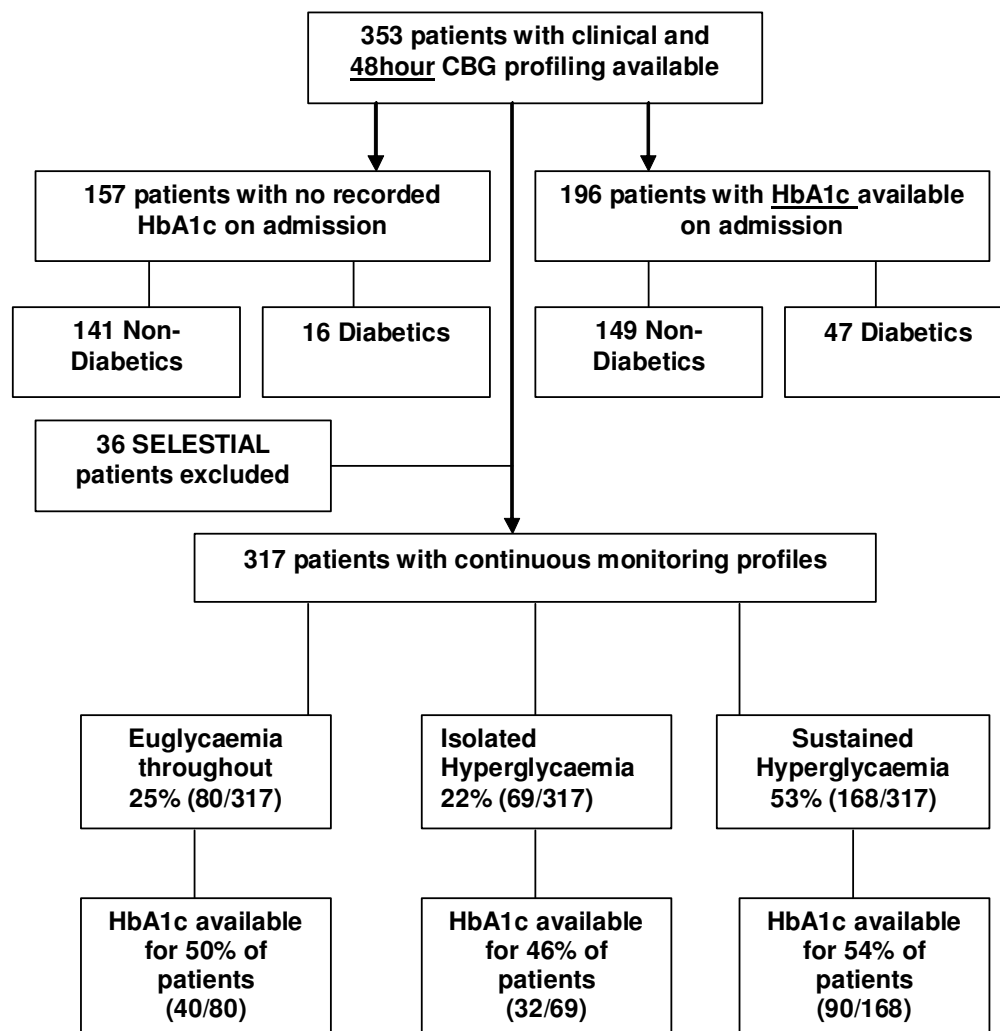 353 patients with clinical and
48hour CBG profiling available
157 patients with no recorded
HbA1c on admission
196 patients with HbA1c available
on admission
141 Non-
Diabetics
16 Diabetics
149 Non-
Diabetics
47 Diabetics
36 SELESTIAL
patients excluded
317 patients with continuous monitoring profiles
Euglycaemia
throughout
25% (80/317)
Isolated
Hyperglycaemia
22% (69/317)
Sustained
Hyperglycaemia
53% (168/317)
HbA1c available
for 50% of
patients
(40/80)
HbA1c available
for 46% of
patients
(32/69)
HbA1c available
for 54% of
patients
(90/168)